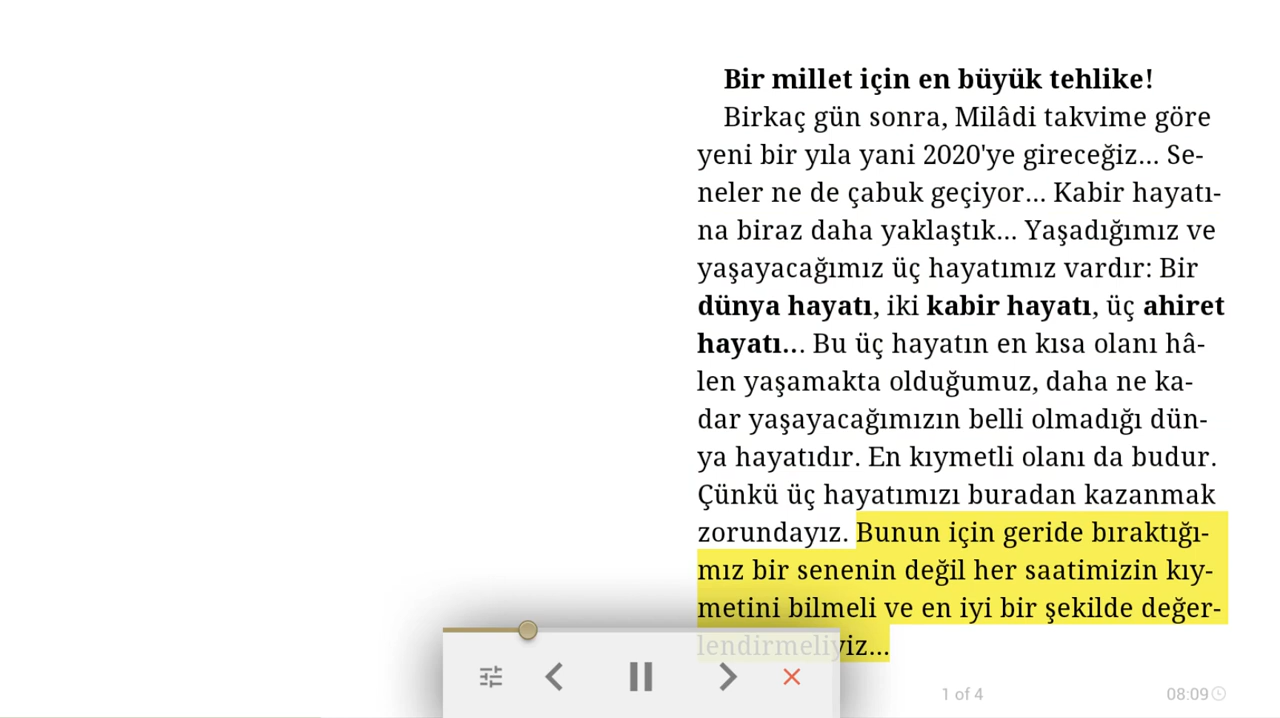 Bir millet için en büyük tehlike!
Birkaç gün sonra, Milâdi takvime göre
yeni bir yıla yani 2020'ye gireceğiz... Se-
neler ne de çabuk geçiyor... Kabir hayatı-
na biraz daha yaklaştık... Yaşadığımız ve
yaşayacağımız üç hayatımız vardır: Bir
dünya hayatı, iki kabir hayatı, üç ahiret
hayatı... Bu üç hayatın en kısa olanı hâ-
len yaşamakta olduğumuz, daha ne ka-
dar yaşayacağımızın belli olmadığı dün-
ya hayatıdır. En kıymetli olanı da budur.
Çünkü üç hayatımızı buradan kazanmak
zorundayız. Bunun için geride bıraktığı-
mız bir senenin değil her saatimizin kıy-
metini bilmeli ve en iyi bir şekilde değer-
lendirmeliyiz...
1 of 4
08:09